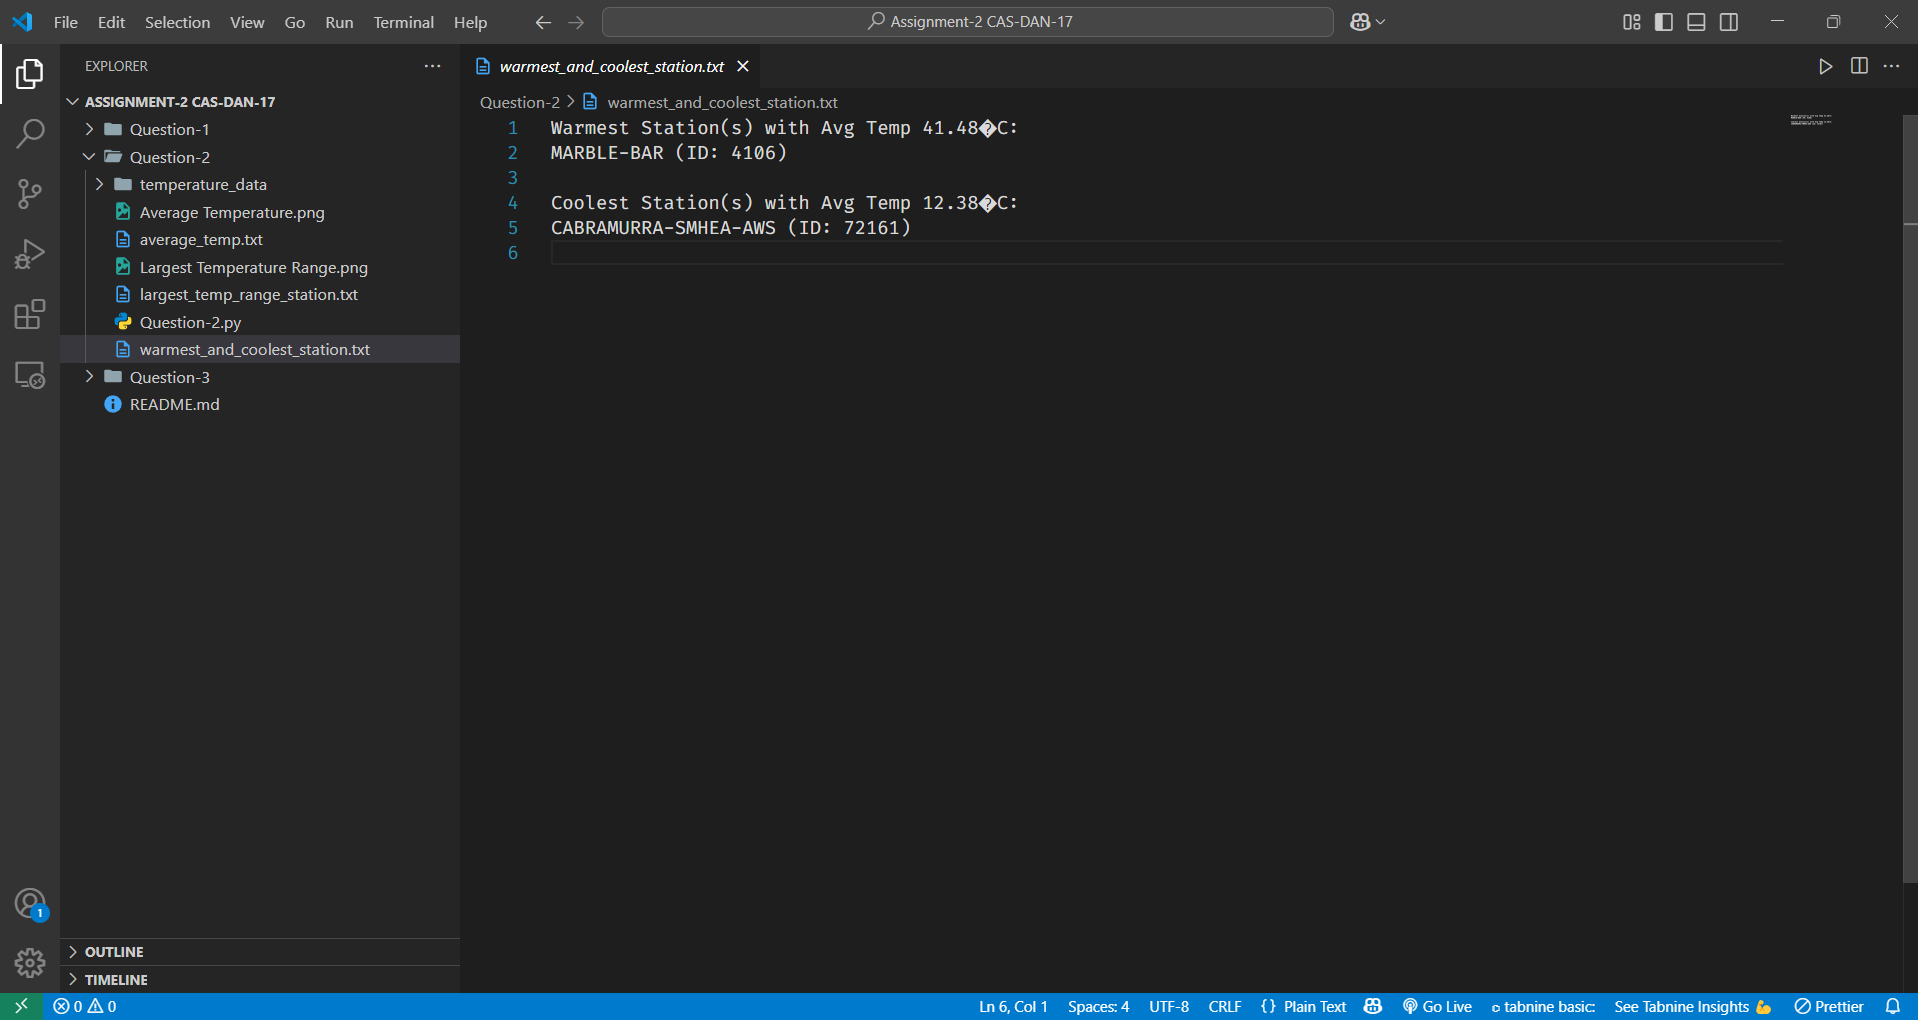 File Edit Selection View Go Run Terminal Help
Assignment-2 CAS-DAN-17
EXPLORER
ASSIGNMENT-2 CAS-DAN-17
Question-1
Question-2
temperature_data
Average Temperature.png
average_temp.txt
Largest Temperature Range.png
largest_temp_range_station.txt
Question-2.py
warmest_and_coolest_station.txt
Question-3
README.md
OUTLINE
TIMELINE
warmest_and_coolest_station.txt
Question-2 > warmest_and_coolest_station.txt
1 Warmest Station(s) with Avg Temp 41.48�C:
2 MARBLE-BAR (ID: 4106)
3
4 Coolest Station(s) with Avg Temp 12.38�C:
5 CABRAMURRA-SMHEA-AWS (ID: 72161)
6
1
0 0 Ln 6, Col 1 Spaces: 4 UTF-8 CRLF {} Plain Text Go Live tabnine basic: See Tabnine Insights 💪 Prettier